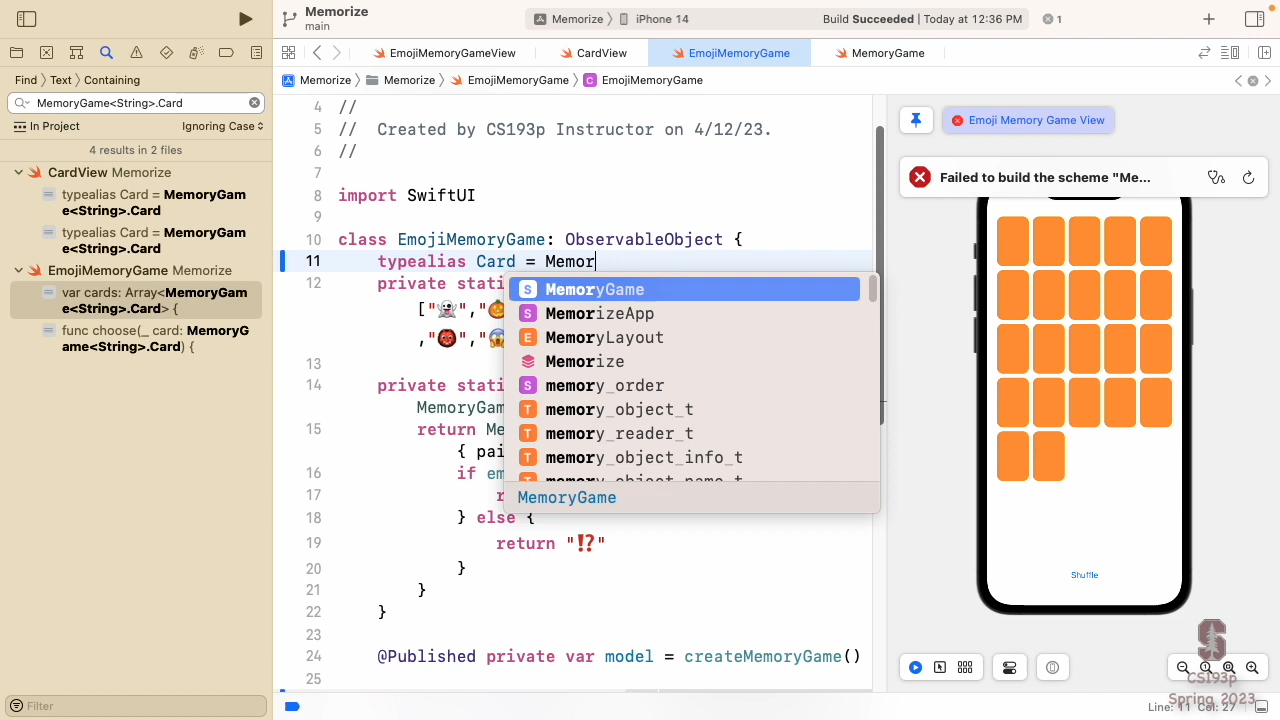 Memorize
main
Memorize
iPhone 14
Build Succeeded | Today at 12:36 PM
1
EmojiMemoryGameView
CardView
EmojiMemoryGame
MemoryGame
Find
Text
Containing
Memorize
Memorize
EmojiMemoryGame
C EmojiMemoryGame
MemoryGame<String>.Card
In Project
Ignoring Case
4 results in 2 files
CardView Memorize
typealias Card = MemoryGam
e<String>.Card
typealias Card = MemoryGam
e<String>.Card
EmojiMemoryGame Memorize
var cards: Array<MemoryGam
e<String>.Card> {
func choose(_ card: MemoryG
ame<String>.Card) {
Filter
4 //
5 //  Created by CS193p Instructor on 4/12/23.
6 //
7
8 import SwiftUI
9
10 class EmojiMemoryGame: ObservableObject {
11 typealias Card = Memor
12 private stati
["👻","🎃
,"👹","😱
13
14 private stati
MemoryGam
15 return Me
{ pai
16 if em
17 r
18 } else {
19 return "⁉️"
20 }
21 }
22 }
23
24 @Published private var model = createMemoryGame()
25
S MemoryGame
S MemorizeApp
E MemoryLayout
Memorize
S memory_order
T memory_object_t
T memory_reader_t
T memory_object_info_t
T memory_object_name_t
MemoryGame
Emoji Memory Game View
Failed to build the scheme "Me...
Shuffle
CS193p
Spring 2023
Line: 11 Col: 27